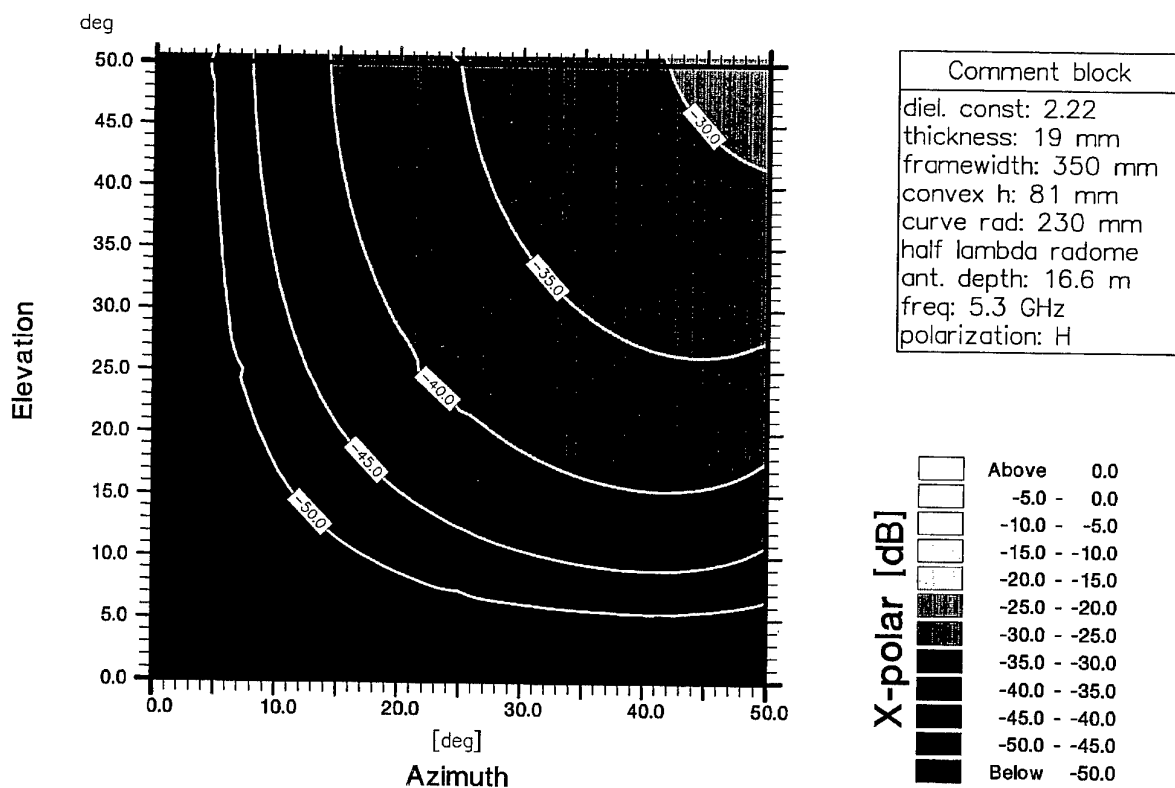 deg
50.0
45.0
40.0
35.0
30.0
25.0
20.0
15.0
10.0
5.0
0.0
Elevation
0.0 10.0 20.0 30.0 40.0 50.0
[deg]
Azimuth
-30.0
-35.0
-40.0
-45.0
-50.0
Comment block
diel. const: 2.22
thickness: 19 mm
framewidth: 350 mm
convex h: 81 mm
curve rad: 230 mm
half lambda radome
ant. depth: 16.6 m
freq: 5.3 GHz
polarization: H
X-polar [dB]
Above 0.0
-5.0 - 0.0
-10.0 - -5.0
-15.0 - -10.0
-20.0 - -15.0
-25.0 - -20.0
-30.0 - -25.0
-35.0 - -30.0
-40.0 - -35.0
-45.0 - -40.0
-50.0 - -45.0
Below -50.0